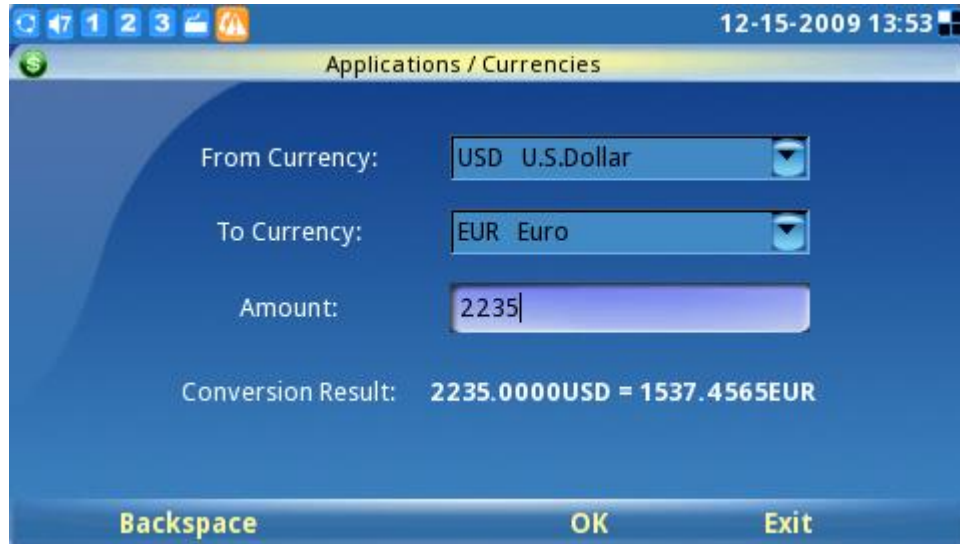 7 1 2 3 12-15-2009 13:53
$ Applications / Currencies
From Currency: USD U.S.Dollar
To Currency: EUR Euro
Amount: 2235
Conversion Result: 2235.0000USD = 1537.4565EUR
Backspace OK Exit